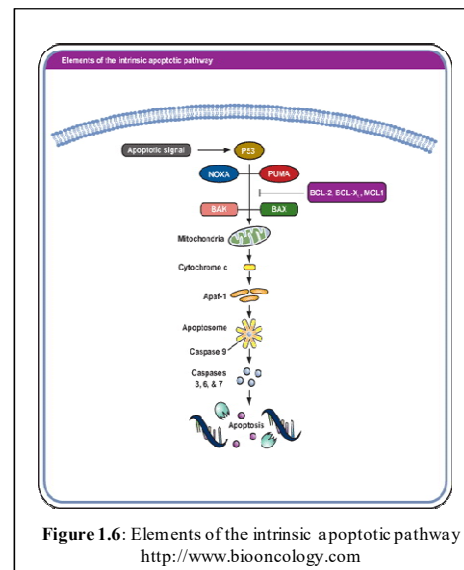 Elements of the intrinsic apoptotic pathway
Apoptotic signal
P53
NOXA
PUMA
BCL-2, BCL-XL, MCL1
BAK
BAX
Mitochondria
Cytochrome c
Apaf-1
Apoptosome
Caspase 9
Caspases
3, 6, & 7
Apoptosis
Figure 1.6: Elements of the intrinsic apoptotic pathway
http://www.biooncology.com